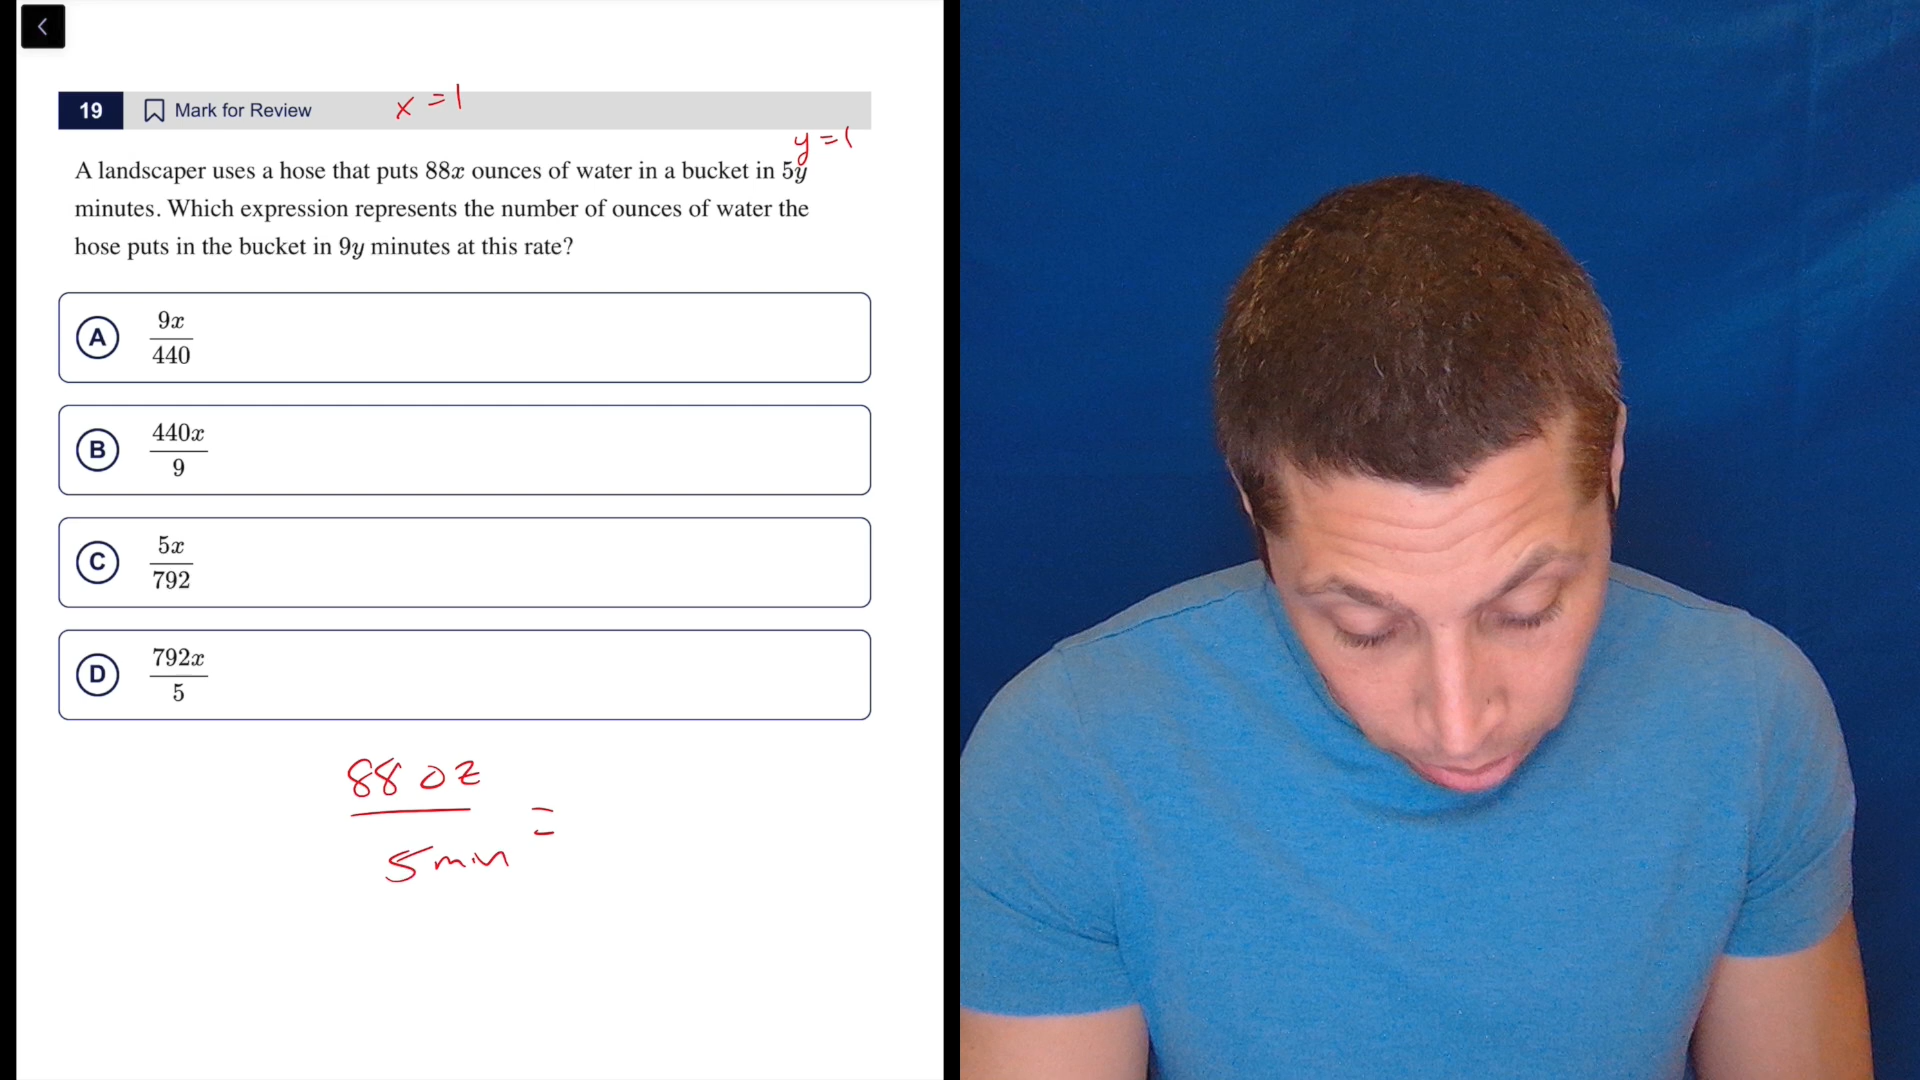 19 Mark for Review x = 1
y = 1
A landscaper uses a hose that puts 88x ounces of water in a bucket in 5y
minutes. Which expression represents the number of ounces of water the
hose puts in the bucket in 9y minutes at this rate?
A 9x/440
B 440x/9
C 5x/792
D 792x/5
88 oz
5 min =